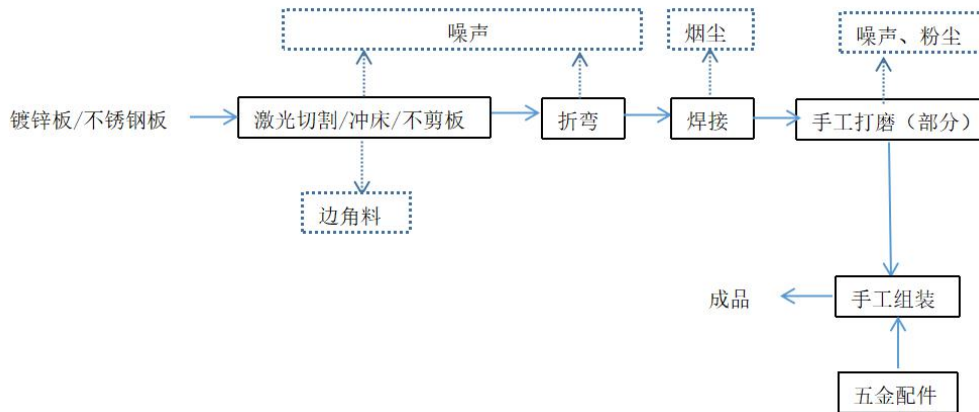 噪声
烟尘
噪声、粉尘
镀锌板/不锈钢板
激光切割/冲床/不剪板
折弯
焊接
手工打磨（部分）
边角料
成品
手工组装
五金配件